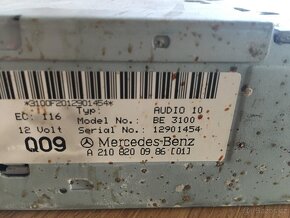 *3100F2012901454*
Typ: AUDIO 10
EC: 116 Model No.: BE 3100
12 Volt Serial No.: 12901454
Q09 Mercedes-Benz
A 210 820 09 86 [01]